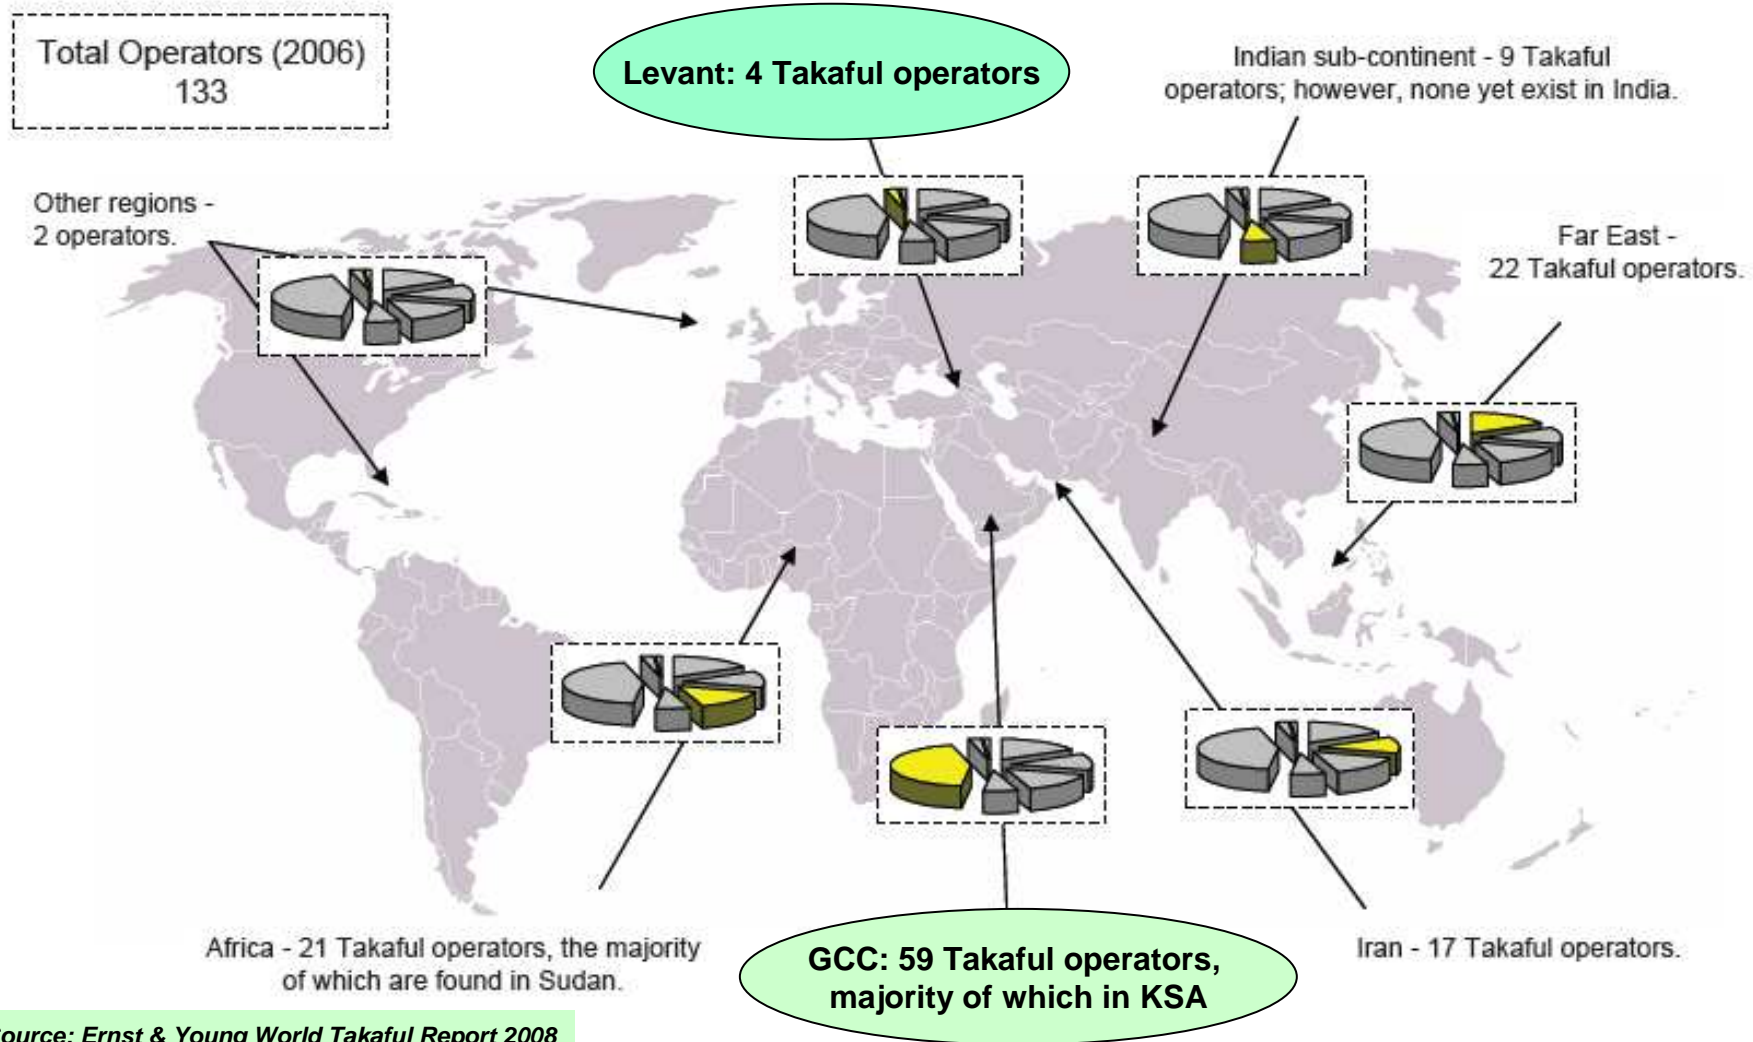 Total Operators (2006)
133
Levant: 4 Takaful operators
Indian sub-continent - 9 Takaful
operators; however, none yet exist in India.
Other regions -
2 operators.
Far East -
22 Takaful operators.
Africa - 21 Takaful operators, the majority
of which are found in Sudan.
GCC: 59 Takaful operators,
majority of which in KSA
Iran - 17 Takaful operators.
Source: Ernst & Young World Takaful Report 2008